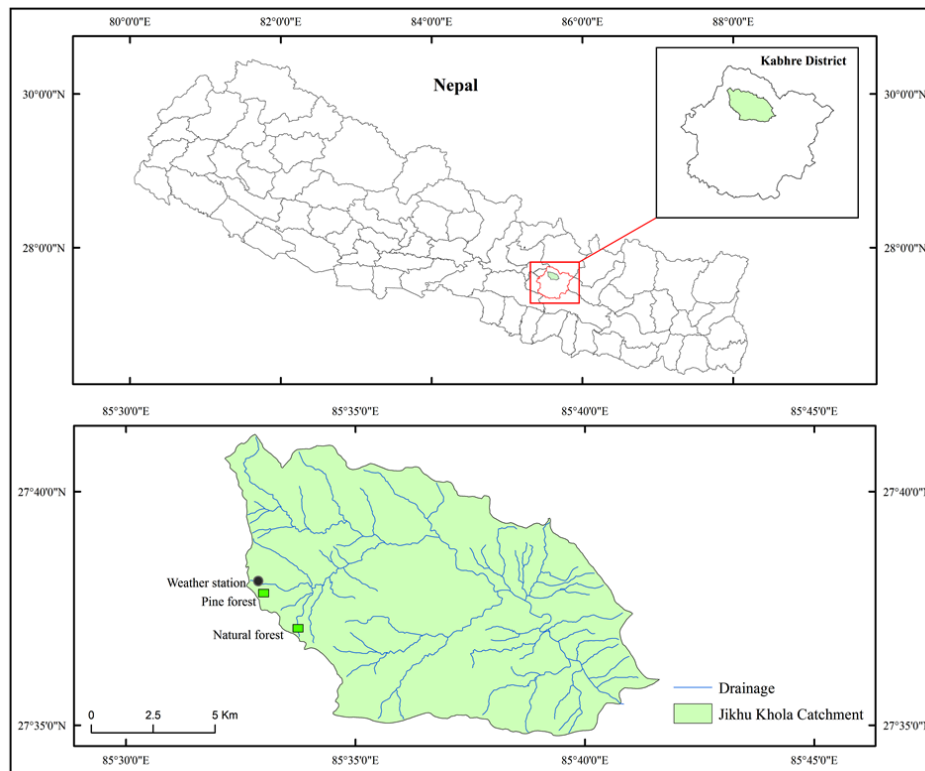 80°0'0"E 82°0'0"E 84°0'0"E 86°0'0"E 88°0'0"E
Kabhre District
Nepal
30°0'0"N 30°0'0"N
28°0'0"N 28°0'0"N
85°30'0"E 85°35'0"E 85°40'0"E 85°45'0"E
27°40'0"N 27°40'0"N
Weather station
Pine forest
Natural forest
Drainage
0 2.5 5 Km
Jikhu Khola Catchment
27°35'0"N 27°35'0"N
85°30'0"E 85°35'0"E 85°40'0"E 85°45'0"E